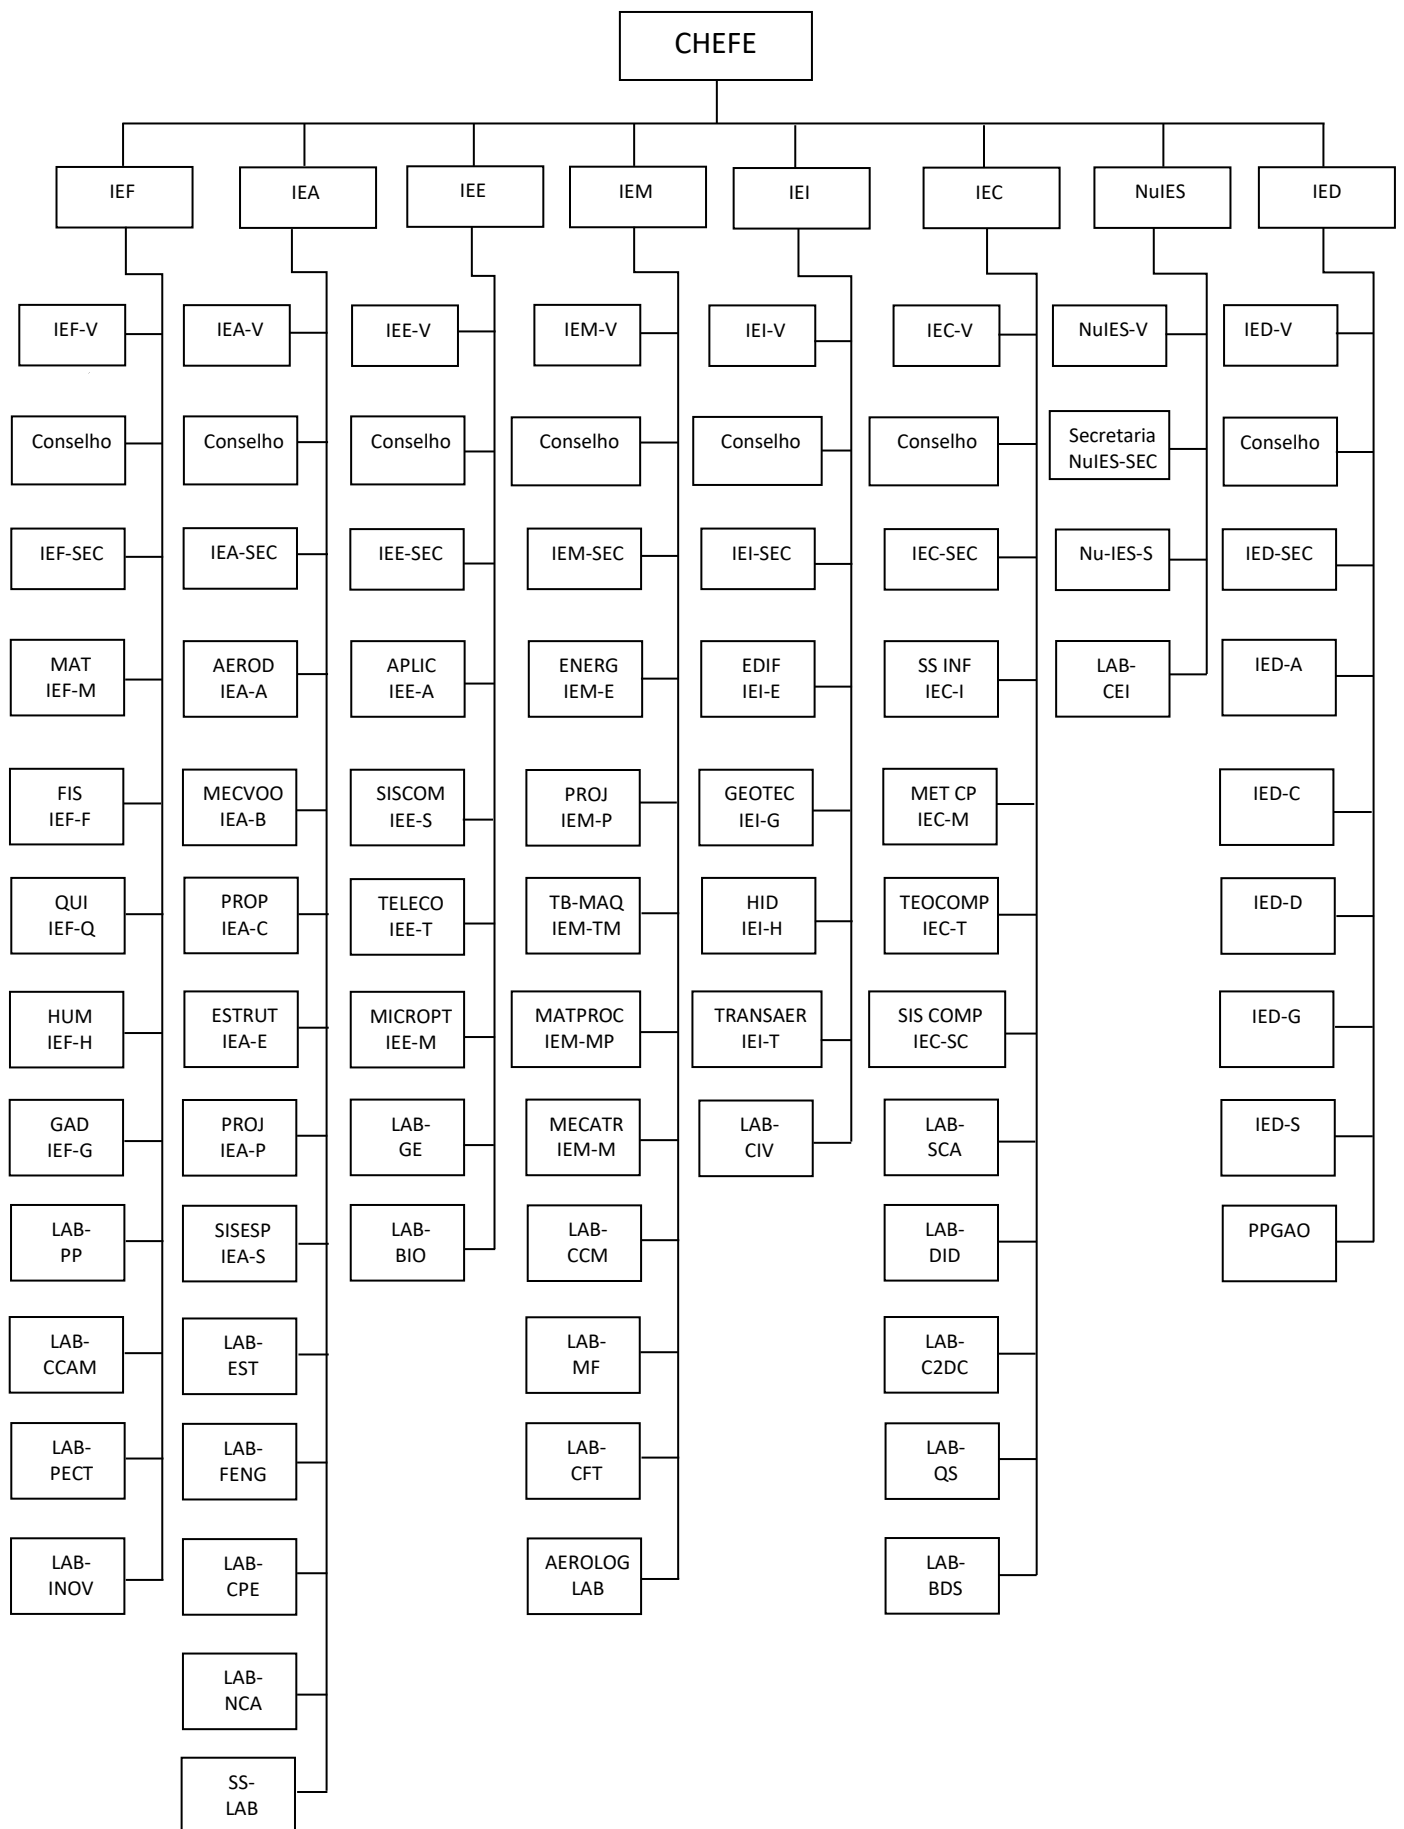 CHEFE
IEF
IEA
IEE
IEM
IEI
IEC
NuIES
IED
IEF-V
Conselho
IEF-SEC
MAT
IEF-M
FIS
IEF-F
QUI
IEF-Q
HUM
IEF-H
GAD
IEF-G
LAB-
PP
LAB-
CCAM
LAB-
PECT
LAB-
INOV
IEA-V
Conselho
IEA-SEC
AEROD
IEA-A
MECVOO
IEA-B
PROP
IEA-C
ESTRUT
IEA-E
PROJ
IEA-P
SISESP
IEA-S
LAB-
EST
LAB-
FENG
LAB-
CPE
LAB-
NCA
SS-
LAB
IEE-V
Conselho
IEE-SEC
APLIC
IEE-A
SISCOM
IEE-S
TELECO
IEE-T
MICROPT
IEE-M
LAB-
GE
LAB-
BIO
IEM-V
Conselho
IEM-SEC
ENERG
IEM-E
PROJ
IEM-P
TB-MAQ
IEM-TM
MATPROC
IEM-MP
MECATR
IEM-M
LAB-
CCM
LAB-
MF
LAB-
CFT
AEROLOG
LAB
IEI-V
Conselho
IEI-SEC
EDIF
IEI-E
GEOTEC
IEI-G
HID
IEI-H
TRANSAER
IEI-T
LAB-
CIV
IEC-V
Conselho
IEC-SEC
SS INF
IEC-I
MET CP
IEC-M
TEOCOMP
IEC-T
SIS COMP
IEC-SC
LAB-
SCA
LAB-
DID
LAB-
C2DC
LAB-
QS
LAB-
BDS
NuIES-V
Secretaria
NuIES-SEC
Nu-IES-S
LAB-
CEI
IED-V
Conselho
IED-SEC
IED-A
IED-C
IED-D
IED-G
IED-S
PPGAO